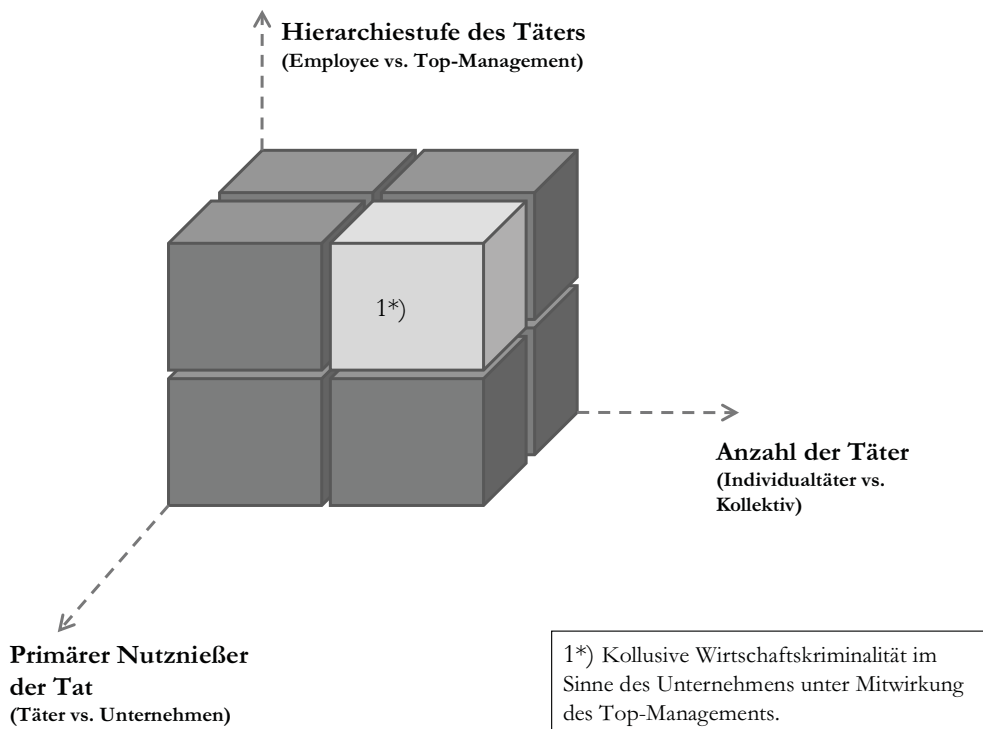 Hierarchiestufe des Täters
(Employee vs. Top-Management)
1*)
Anzahl der Täter
(Individualtäter vs.
Kollektiv)
Primärer Nutznießer
der Tat
(Täter vs. Unternehmen)
1*) Kollusive Wirtschaftskriminalität im
Sinne des Unternehmens unter Mitwirkung
des Top-Managements.